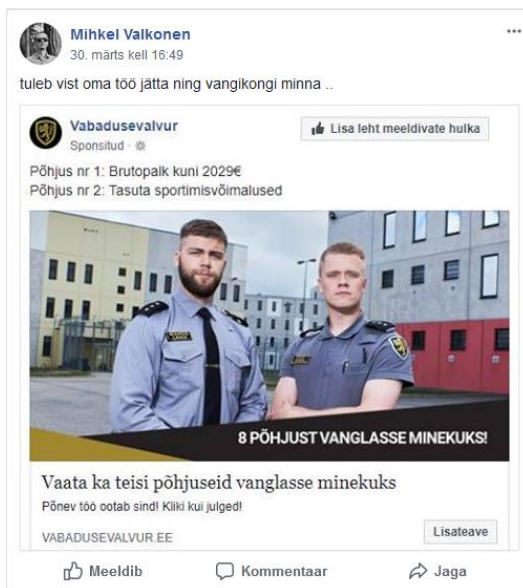 Mihkel Valkonen
30. märts kell 16:49
tuleb vist oma töö jätta ning vangikongi minna ..
Vabadusevalvur
Sponsitud ·
Lisa leht meeldivate hulka
Põhjus nr 1: Brutopalk kuni 2029€
Põhjus nr 2: Tasuta sportimisvõimalused
8 PÕHJUST VANGLASSE MINEKUKS!
Vaata ka teisi põhjuseid vanglasse minekuks
Põnev töö ootab sind! Kliki kui julged!
VABADUSEVALVUR.EE
Lisateave
Meeldib
Kommentaar
Jaga